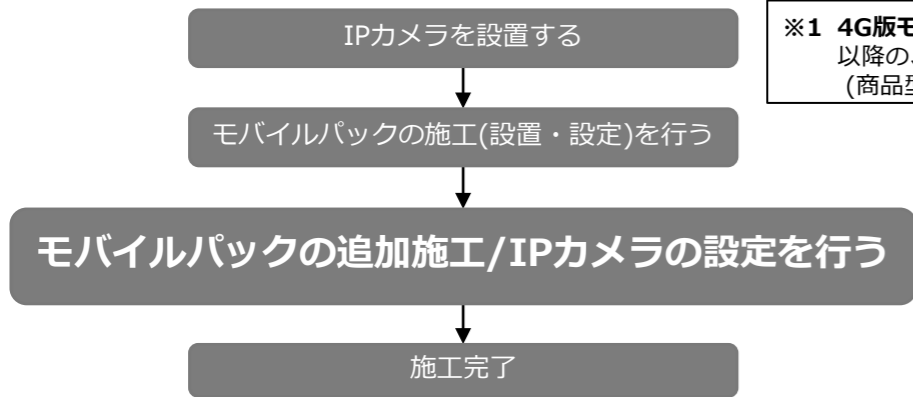 IPカメラを設置する
※1 4G版モ
以降の
(商品型
モバイルパックの施工(設置・設定)を行う
モバイルパックの追加施工/IPカメラの設定を行う
施工完了